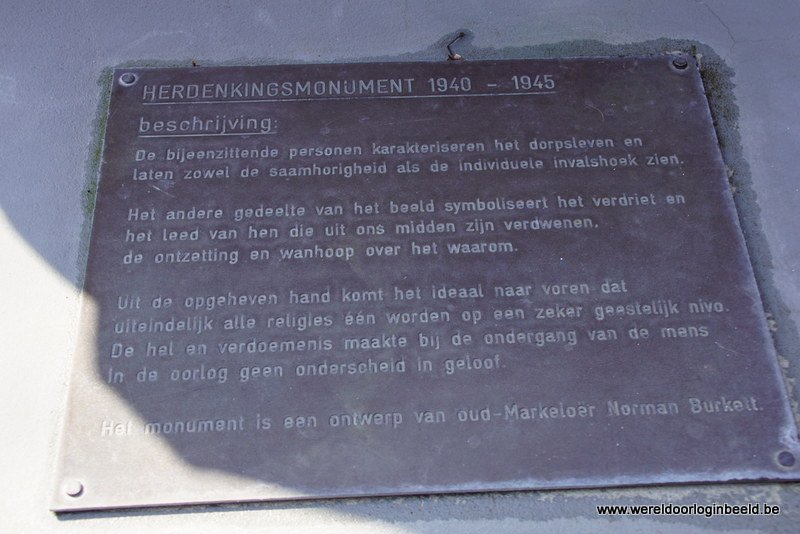 HERDENKINGSMONUMENT 1940 - 1945
beschrijving:
De bijeenzittende personen karakteriseren het dorpsleven en
laten zowel de saamhorigheid als de individuele invalshoek zien.
Het andere gedeelte van het beeld symboliseert het verdriet en
het leed van hen die uit ons midden zijn verdwenen,
de ontzetting en wanhoop over het waarom.
Uit de opgeheven hand komt het ideaal naar voren dat
uiteindelijk alle religies één worden op een zeker geestelijk nivo.
De hel en verdoemenis maakte bij de ondergang van de mens
in de oorlog geen onderscheid in geloof.
Het monument is een ontwerp van oud-Markeloër Norman Burkett.
www.wereldoorloginbeeld.be